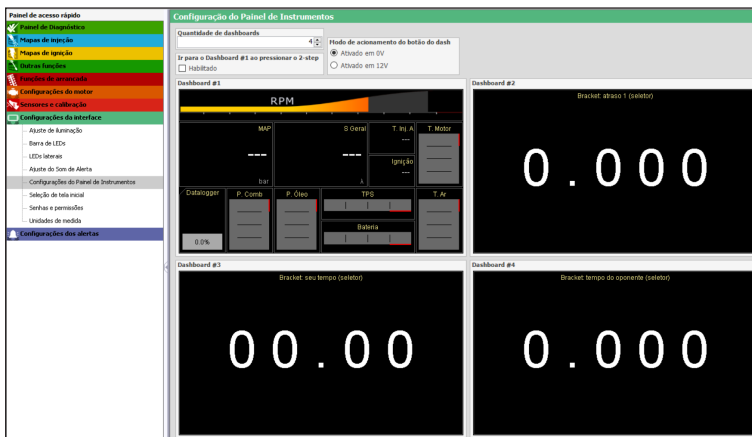 Painel de acesso rápido
Painel de Diagnóstico
Mapas de injeção
Mapas de ignição
Outras funções
Funções de arrancada
Configurações do motor
Sensores e calibração
Configurações da interface
Ajuste de iluminação
Barra de LEDs
LEDs laterais
Ajuste do Som de Alerta
Configurações do Painel de Instrumentos
Seleção de tela inicial
Senhas e permissões
Unidades de medida
Configurações dos alertas
Configuração do Painel de Instrumentos
Quantidade de dashboards
4
Ir para o Dashboard #1 ao pressionar o 2-step
Habilitado
Modo de acionamento do botão do dash
Ativado em 0V
Ativado em 12V
Dashboard #1
RPM
MAP
---
bar
S Geral
---
λ
T. Inj. A
---
Ignição
---
T. Motor
Datalogger
0.0%
P. Comb
P. Óleo
TPS
Bateria
T. Ar
Dashboard #2
Bracket: atraso 1 (seletor)
0.000
Dashboard #3
Bracket: seu tempo (seletor)
00.00
Dashboard #4
Bracket: tempo do oponente (seletor)
0.000